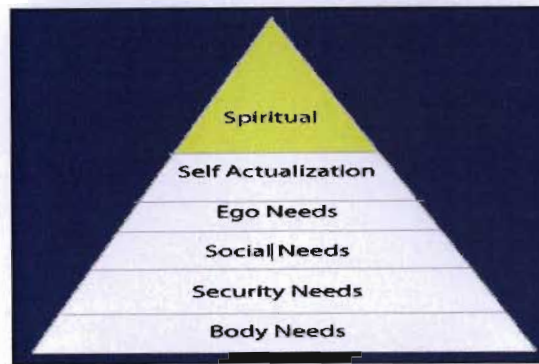 Spiritual
Self Actualization
Ego Needs
Social Needs
Security Needs
Body Needs